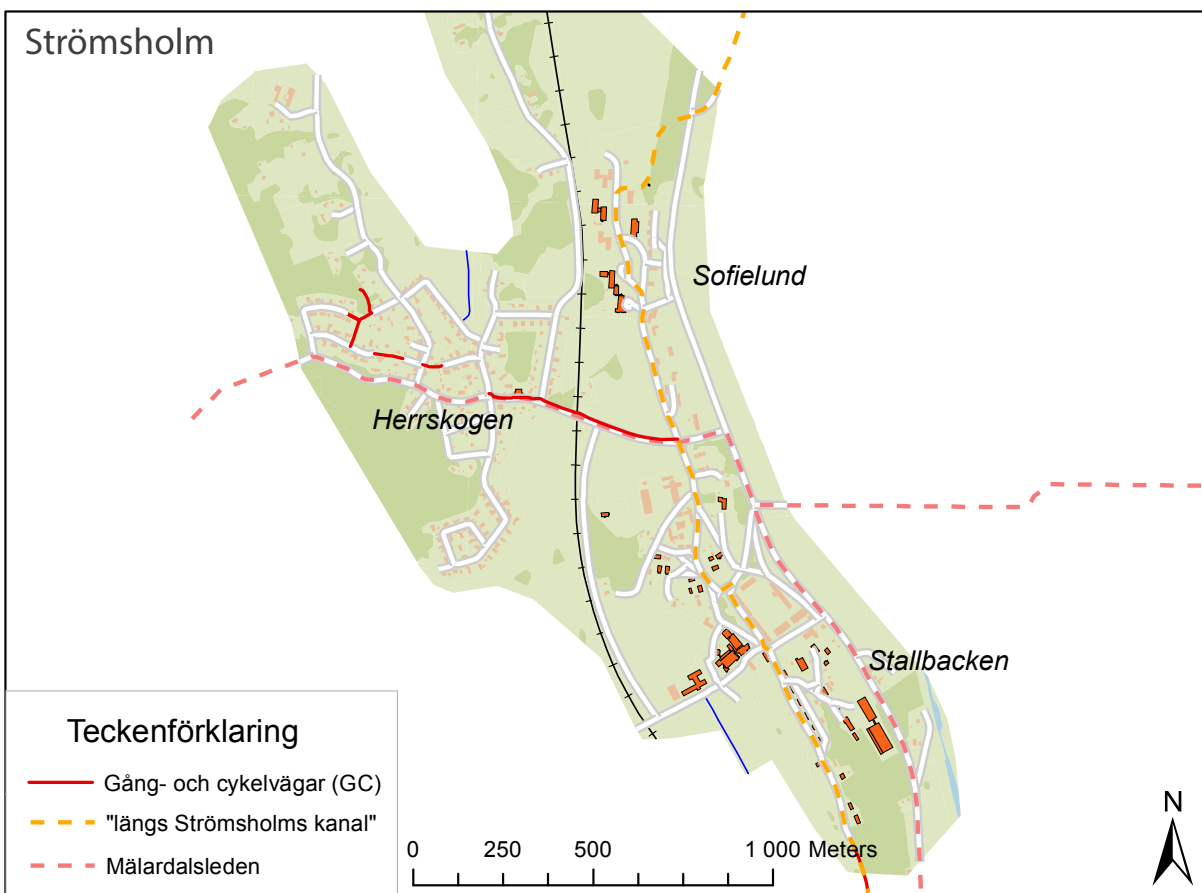 Strömsholm
Sofielund
Herrskogen
Stallbacken
Teckenförklaring
Gång- och cykelvägar (GC)
"längs Strömsholms kanal"
Mälardalsleden
0 250 500 1 000 Meters
N